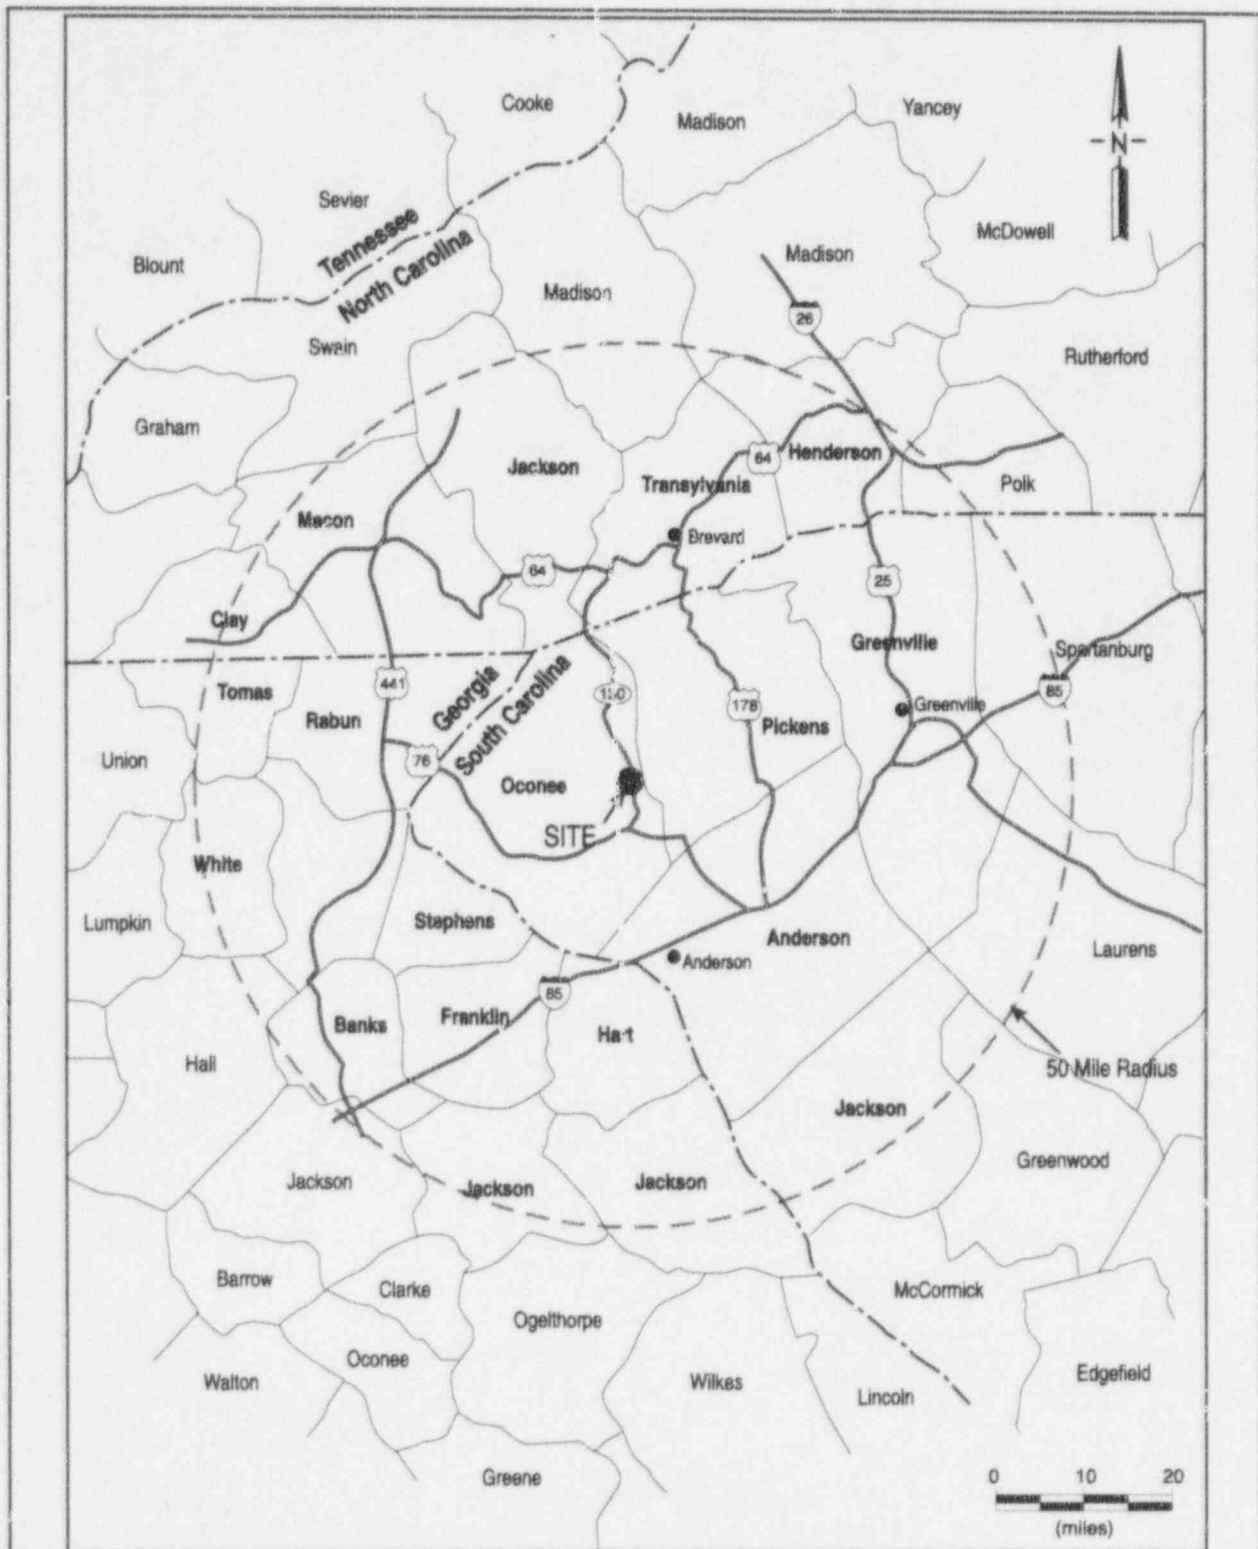 Cooke
Madison
Yancey
N
Sevier
Tennessee
North Carolina
McDowell
Blount
Madison
Madison
26
Swain
Rutherford
Graham
64
Henderson
Jackson
Transylvania
Polk
Macon
Brevard
64
25
Clay
Greenville
Spartanburg
Tomas
441
Georgia
South Carolina
85
Rabun
178
Greenville
Pickens
Union
76
Oconee
SITE
White
Lumpkin
Stephens
Anderson
Laurens
Anderson
85
Banks
Franklin
Hart
Hall
50 Mile Radius
Jackson
Greenwood
Jackson
Jackson
Jackson
Barrow
Clarke
McCormick
Ogelthorpe
Oconee
Edgefield
Walton
Wilkes
Lincoln
Greene
0 10 20
(miles)